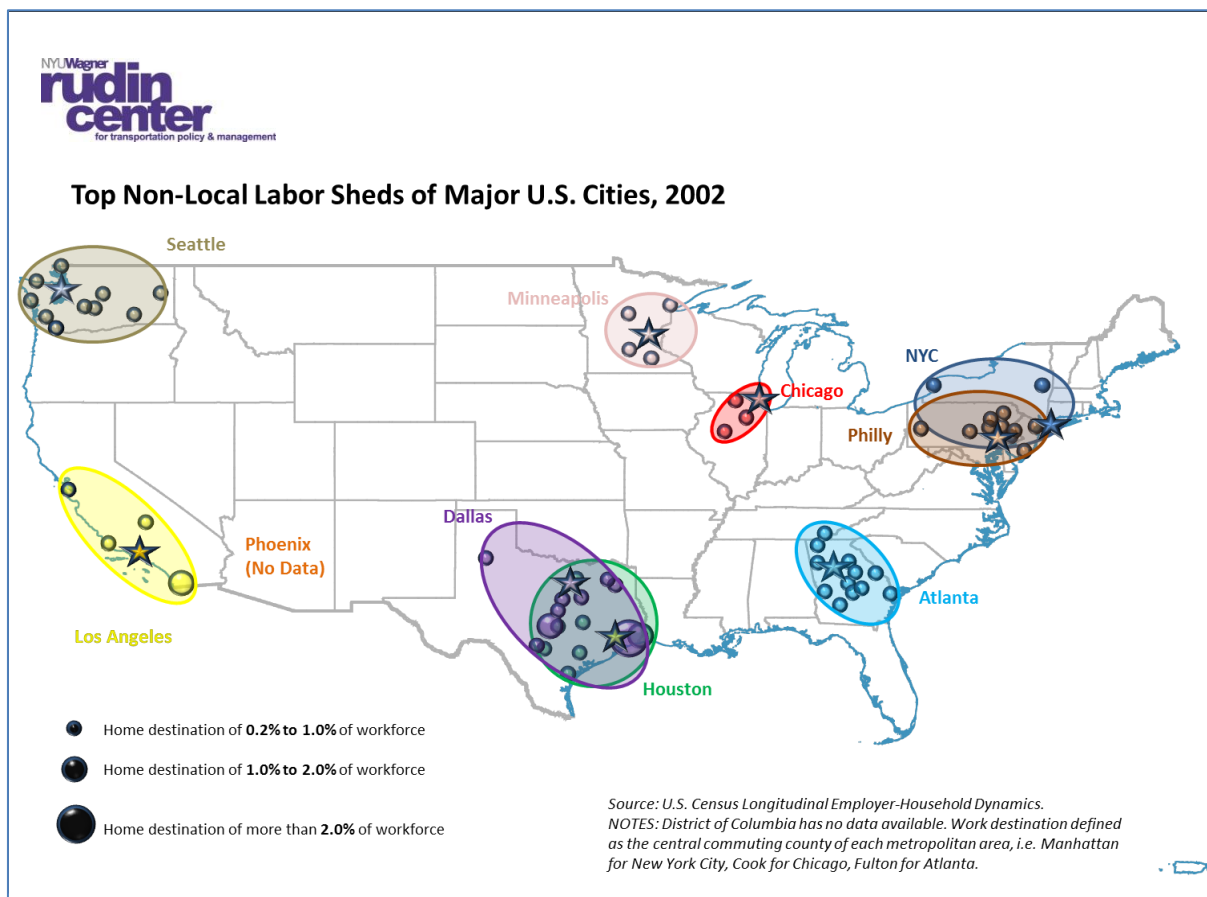 NYUWagner
rudin
center
for transportation policy & management
Top Non-Local Labor Sheds of Major U.S. Cities, 2002
Seattle
Minneapolis
NYC
Chicago
Philly
Dallas
Phoenix
(No Data)
Atlanta
Los Angeles
Houston
Home destination of 0.2% to 1.0% of workforce
Home destination of 1.0% to 2.0% of workforce
Home destination of more than 2.0% of workforce
Source: U.S. Census Longitudinal Employer-Household Dynamics.
NOTES: District of Columbia has no data available. Work destination defined
as the central commuting county of each metropolitan area, i.e. Manhattan
for New York City, Cook for Chicago, Fulton for Atlanta.